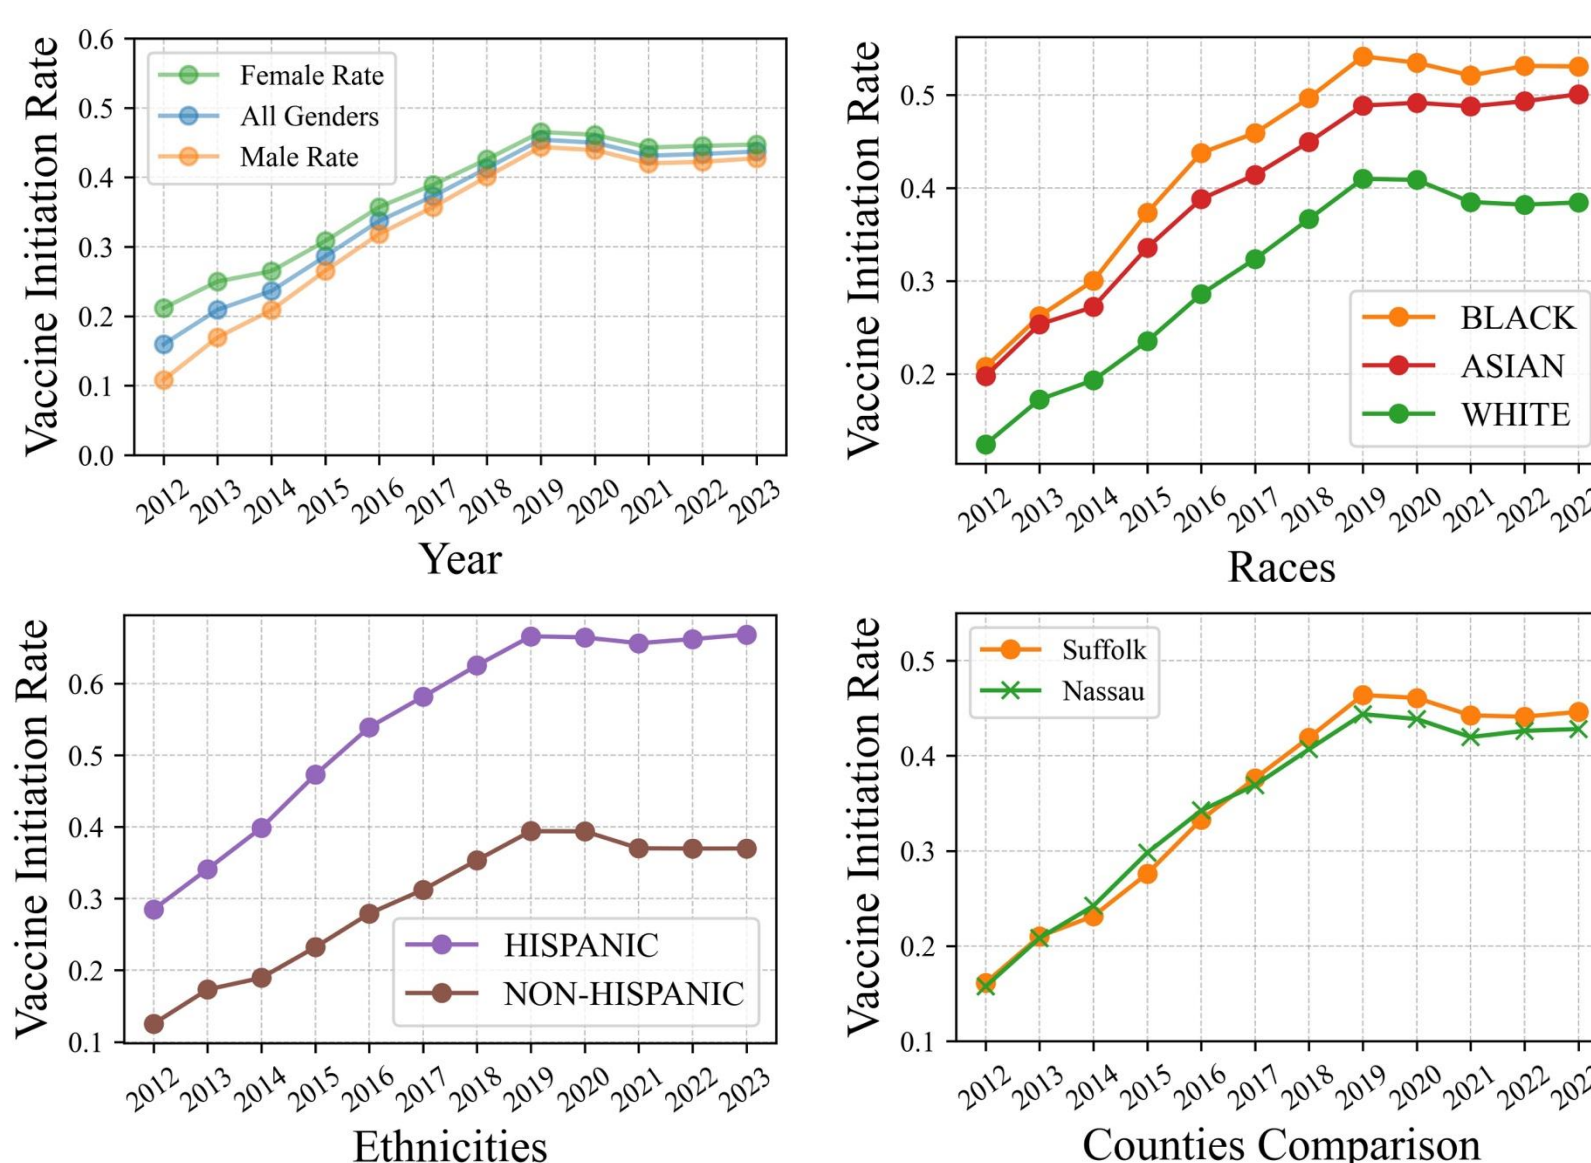 Vaccine Initiation Rate
0.6
0.5
0.4
0.3
0.2
0.1
0.0
Female Rate
All Genders
Male Rate
2012 2013 2014 2015 2016 2017 2018 2019 2020 2021 2022 2023
Year
Vaccine Initiation Rate
0.5
0.4
0.3
0.2
BLACK
ASIAN
WHITE
2012 2013 2014 2015 2016 2017 2018 2019 2020 2021 2022 202
Races
Vaccine Initiation Rate
0.6
0.5
0.4
0.3
0.2
0.1
HISPANIC
NON-HISPANIC
2012 2013 2014 2015 2016 2017 2018 2019 2020 2021 2022 2023
Ethnicities
Vaccine Initiation Rate
0.5
0.4
0.3
0.2
0.1
Suffolk
Nassau
2012 2013 2014 2015 2016 2017 2018 2019 2020 2021 2022 202
Counties Comparison